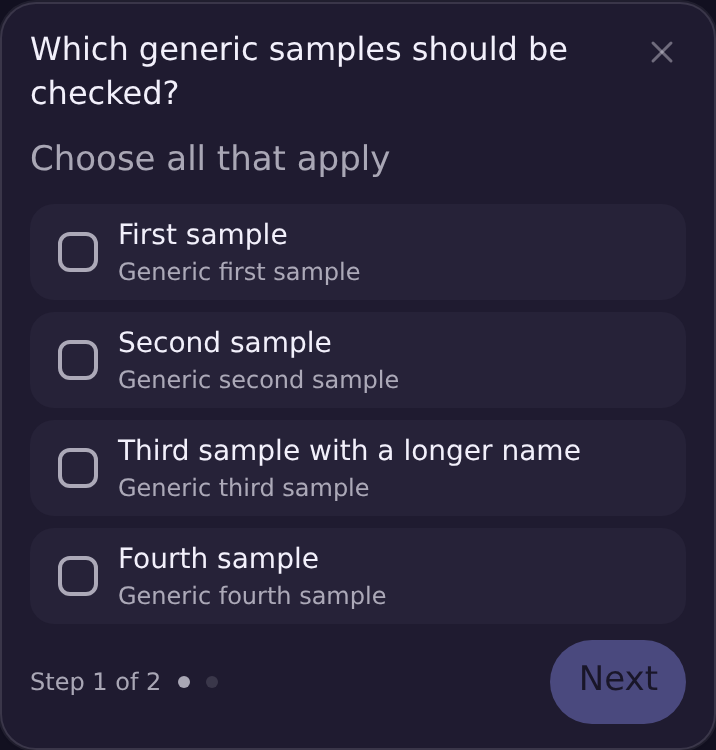 Which generic samples should be
checked?
Choose all that apply
First sample
Generic first sample
Second sample
Generic second sample
Third sample with a longer name
Generic third sample
Fourth sample
Generic fourth sample
Step 1 of 2
Next